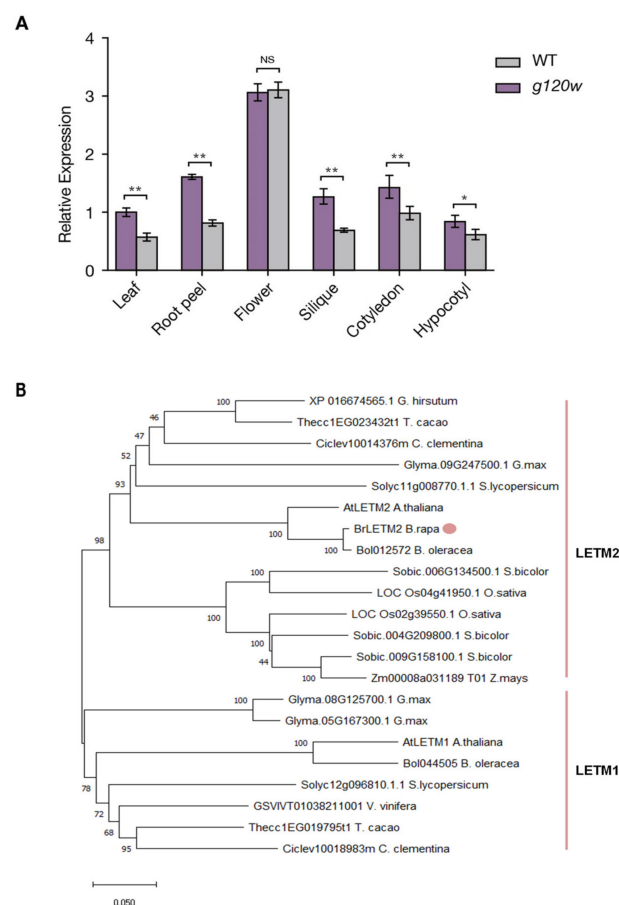 A
4
3
2
1
0
Relative Expression
**
**
NS
**
**
*
WT
g120w
Leaf
Root peel
Flower
Silique
Cotyledon
Hypocotyl
B
100
XP 016674565.1 G. hirsutum
46
Thecc1EG023432t1 T. cacao
47
Ciclev10014376m C. clementina
52
Glyma.09G247500.1 G.max
93
Solyc11g008770.1.1 S.lycopersicum
AtLETM2 A.thaliana
100
BrLETM2 B.rapa
98
100
Bol012572 B. oleracea
LETM2
100
Sobic.006G134500.1 S.bicolor
LOC Os04g41950.1 O.sativa
100
LOC Os02g39550.1 O.sativa
100
Sobic.004G209800.1 S.bicolor
44
Sobic.009G158100.1 S.bicolor
100
Zm00008a031189 T01 Z.mays
100
Glyma.08G125700.1 G.max
Glyma.05G167300.1 G.max
100
AtLETM1 A.thaliana
Bol044505 B. oleracea
LETM1
78
Solyc12g096810.1.1 S.lycopersicum
72
GSVIVT01038211001 V. vinifera
68
Thecc1EG019795t1 T. cacao
95
Ciclev10018983m C. clementina
0.050